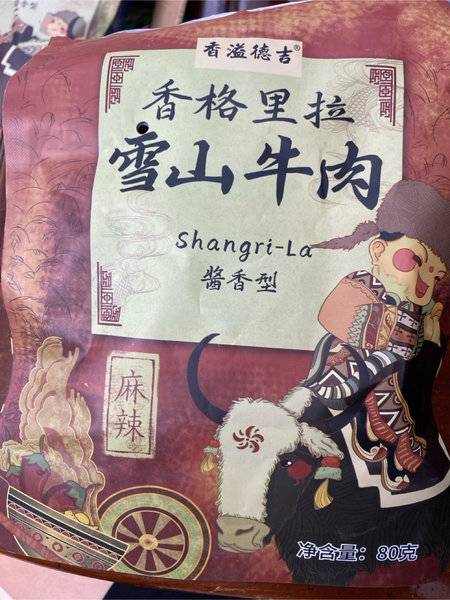 香溢德吉®
香格里拉
雪山牛肉
Shangri-La
酱香型
麻辣
净含量：80克